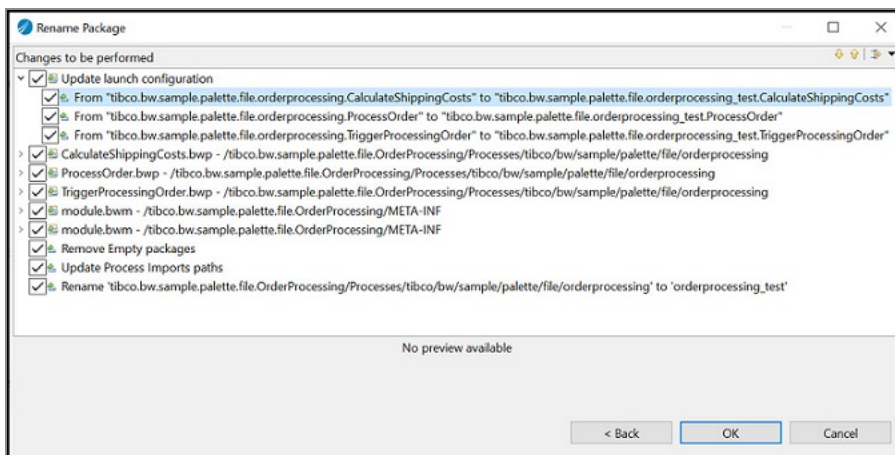 Rename Package
Changes to be performed
Update launch configuration
From "tibco.bw.sample.palette.file.orderprocessing.CalculateShippingCosts" to "tibco.bw.sample.palette.file.orderprocessing_test.CalculateShippingCosts"
From "tibco.bw.sample.palette.file.orderprocessing.ProcessOrder" to "tibco.bw.sample.palette.file.orderprocessing_test.ProcessOrder"
From "tibco.bw.sample.palette.file.orderprocessing.TriggerProcessingOrder" to "tibco.bw.sample.palette.file.orderprocessing_test.TriggerProcessingOrder"
CalculateShippingCosts.bwp - /tibco.bw.sample.palette.file.OrderProcessing/Processes/tibco/bw/sample/palette/file/orderprocessing
ProcessOrder.bwp - /tibco.bw.sample.palette.file.OrderProcessing/Processes/tibco/bw/sample/palette/file/orderprocessing
TriggerProcessingOrder.bwp - /tibco.bw.sample.palette.file.OrderProcessing/Processes/tibco/bw/sample/palette/file/orderprocessing
module.bwm - /tibco.bw.sample.palette.file.OrderProcessing/META-INF
module.bwm - /tibco.bw.sample.palette.file.OrderProcessing/META-INF
Remove Empty packages
Update Process Imports paths
Rename 'tibco.bw.sample.palette.file.OrderProcessing/Processes/tibco/bw/sample/palette/file/orderprocessing' to 'orderprocessing_test'
No preview available
< Back
OK
Cancel